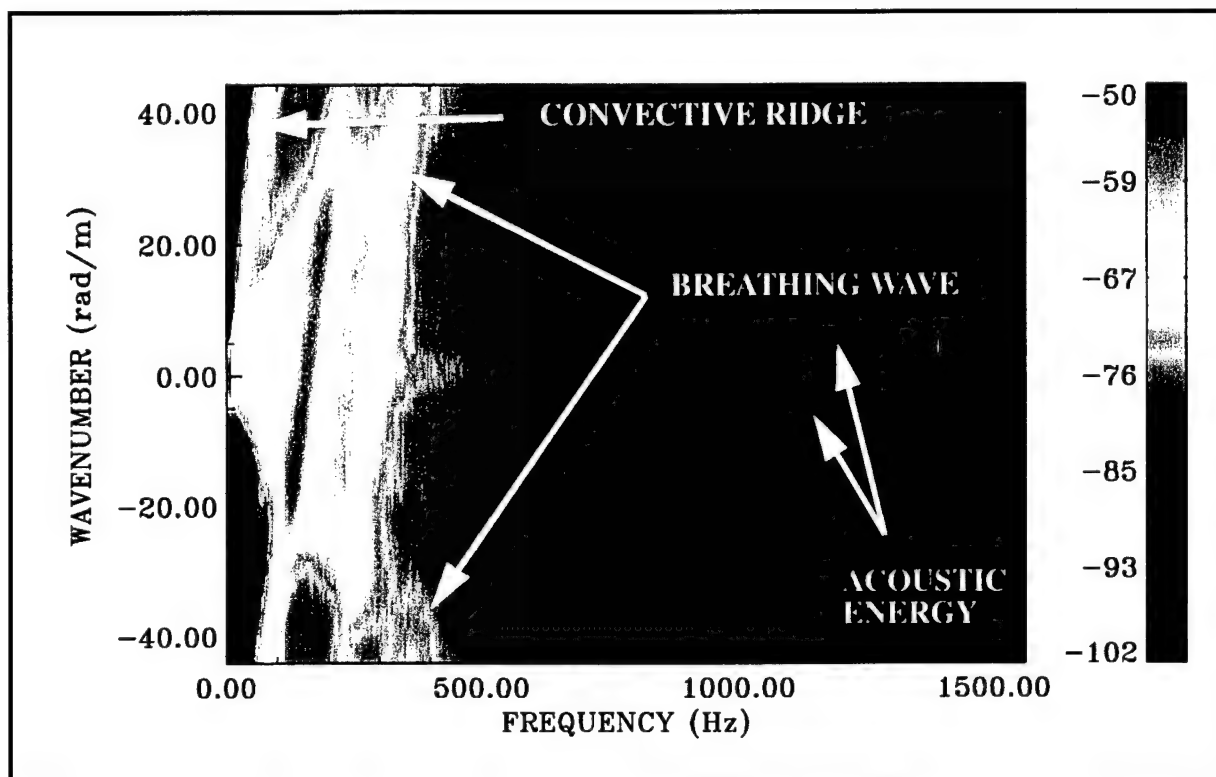 40.00
20.00
0.00
−20.00
−40.00
WAVENUMBER (rad/m)
CONVECTIVE RIDGE
BREATHING WAVE
ACOUSTIC
ENERGY
0.00
500.00
1000.00
1500.00
FREQUENCY (Hz)
−50
−59
−67
−76
−85
−93
−102